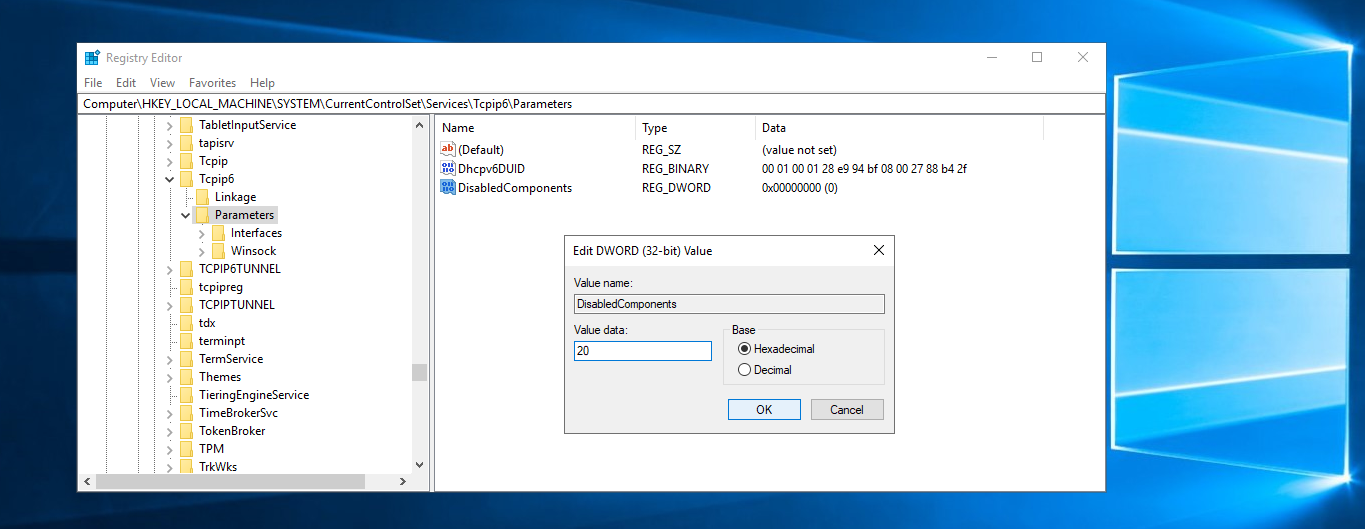 Registry Editor
File Edit View Favorites Help
Computer\HKEY_LOCAL_MACHINE\SYSTEM\CurrentControlSet\Services\Tcpip6\Parameters
TabletInputService
tapisrv
Tcpip
Tcpip6
Linkage
Parameters
Interfaces
Winsock
TCPIP6TUNNEL
tcpipreg
TCPIPTUNNEL
tdx
terminpt
TermService
Themes
TieringEngineService
TimeBrokerSvc
TokenBroker
TPM
TrkWks
Name Type Data
ab (Default) REG_SZ (value not set)
Dhcpv6DUID REG_BINARY 00 01 00 01 28 e9 94 bf 08 00 27 88 b4 2f
DisabledComponents REG_DWORD 0x00000000 (0)
Edit DWORD (32-bit) Value
Value name:
DisabledComponents
Value data:
20
Base
Hexadecimal
Decimal
OK Cancel